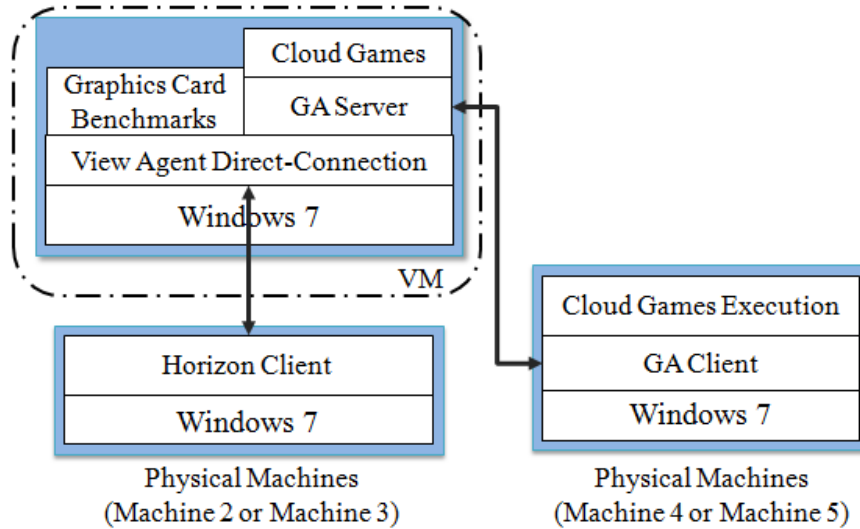 Cloud Games
Graphics Card
Benchmarks
GA Server
View Agent Direct-Connection
Windows 7
VM
Horizon Client
Windows 7
Physical Machines
(Machine 2 or Machine 3)
Cloud Games Execution
GA Client
Windows 7
Physical Machines
(Machine 4 or Machine 5)